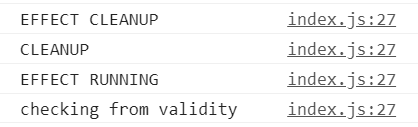 EFFECT CLEANUP index.js:27
CLEANUP index.js:27
EFFECT RUNNING index.js:27
checking from validity index.js:27